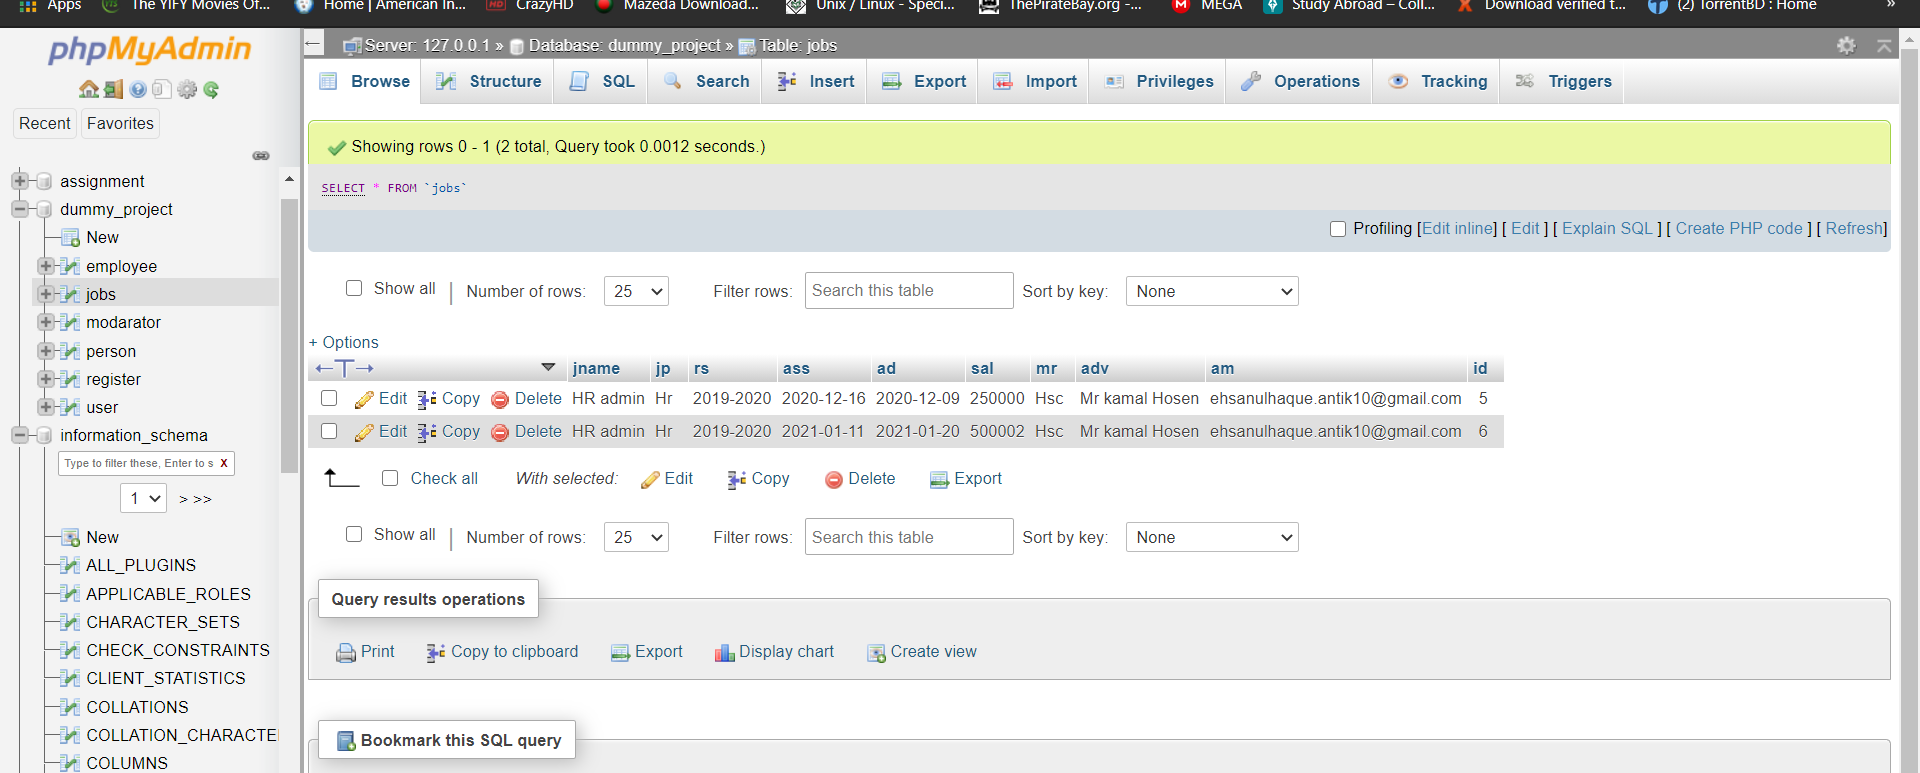 Apps The YIFY Movies Of... Home | American In... CrazyHD Mazeda Download... Unix / Linux - Speci... ThePirateBay.org -... MEGA Study Abroad – Coll... Download verified t... (2) TorrentBD : Home »
phpMyAdmin
Recent Favorites
assignment
dummy_project
New
employee
jobs
modarator
person
register
user
information_schema
Type to filter these, Enter to s X
1 > >>
New
ALL_PLUGINS
APPLICABLE_ROLES
CHARACTER_SETS
CHECK_CONSTRAINTS
CLIENT_STATISTICS
COLLATIONS
COLLATION_CHARACTE
COLUMNS
Server: 127.0.0.1 » Database: dummy_project » Table: jobs
Browse Structure SQL Search Insert Export Import Privileges Operations Tracking Triggers
Showing rows 0 - 1 (2 total, Query took 0.0012 seconds.)
SELECT * FROM `jobs`
Profiling [Edit inline] [ Edit ] [ Explain SQL ] [ Create PHP code ] [ Refresh]
Show all | Number of rows: 25 Filter rows: Search this table Sort by key: None
+ Options
←T→ jname jp rs ass ad sal mr adv am id
Edit Copy Delete HR admin Hr 2019-2020 2020-12-16 2020-12-09 250000 Hsc Mr kamal Hosen ehsanulhaque.antik10@gmail.com 5
Edit Copy Delete HR admin Hr 2019-2020 2021-01-11 2021-01-20 500002 Hsc Mr kamal Hosen ehsanulhaque.antik10@gmail.com 6
Check all With selected: Edit Copy Delete Export
Show all | Number of rows: 25 Filter rows: Search this table Sort by key: None
Query results operations
Print Copy to clipboard Export Display chart Create view
Bookmark this SQL query